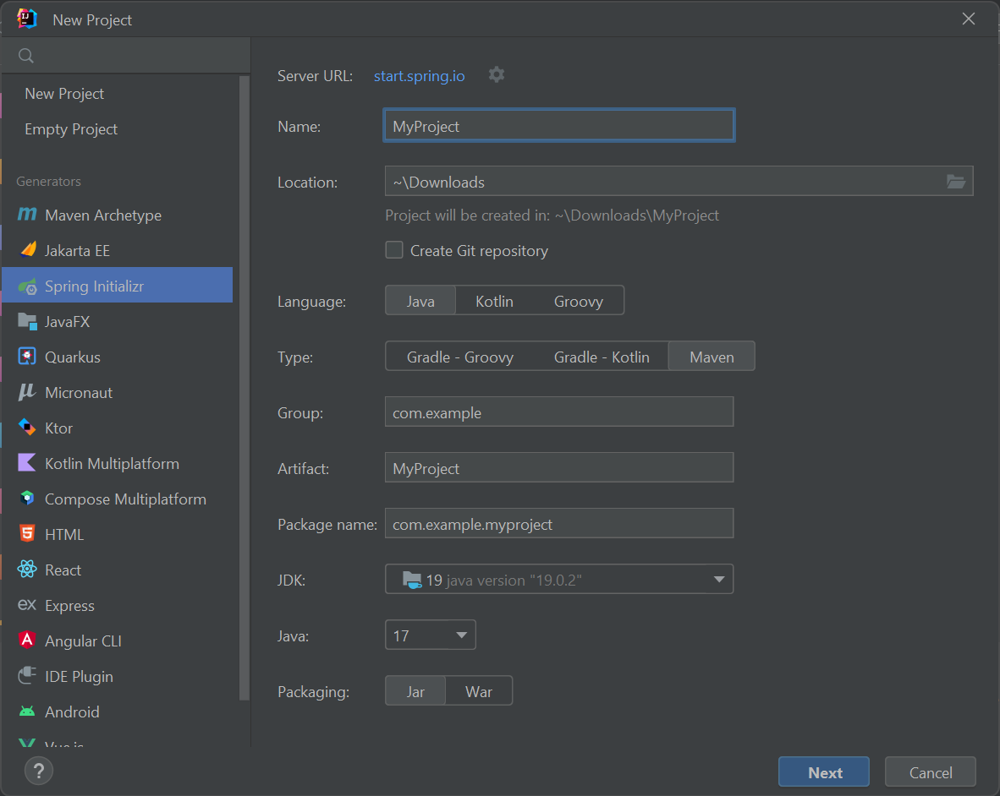 New Project
New Project
Empty Project
Generators
Maven Archetype
Jakarta EE
Spring Initializr
JavaFX
Quarkus
Micronaut
Ktor
Kotlin Multiplatform
Compose Multiplatform
HTML
React
Express
Angular CLI
IDE Plugin
Android
Vue.js
Server URL: start.spring.io
Name: MyProject
Location: ~\Downloads
Project will be created in: ~\Downloads\MyProject
Create Git repository
Language: Java Kotlin Groovy
Type: Gradle - Groovy Gradle - Kotlin Maven
Group: com.example
Artifact: MyProject
Package name: com.example.myproject
JDK: 19 java version "19.0.2"
Java: 17
Packaging: Jar War
? Next Cancel